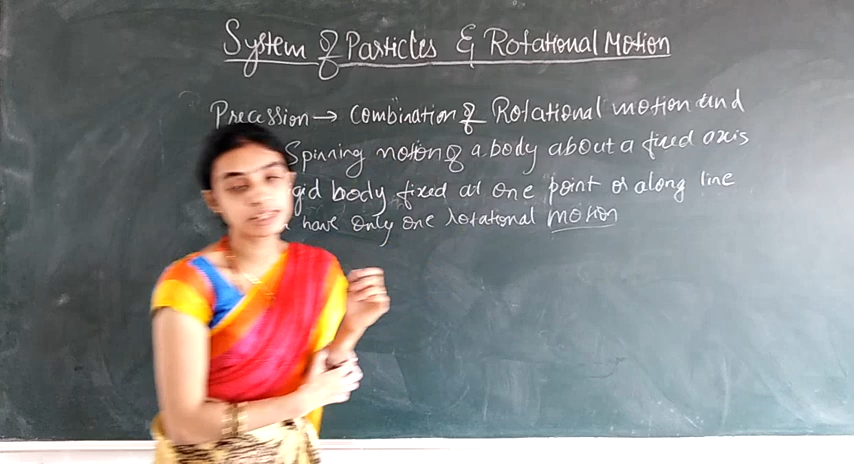 System of Particles & Rotational Motion
Precession → Combination of Rotational motion and
Spinning motion of a body about a fixed axis
gid body fixed at one point or along line
have only one rotational motion